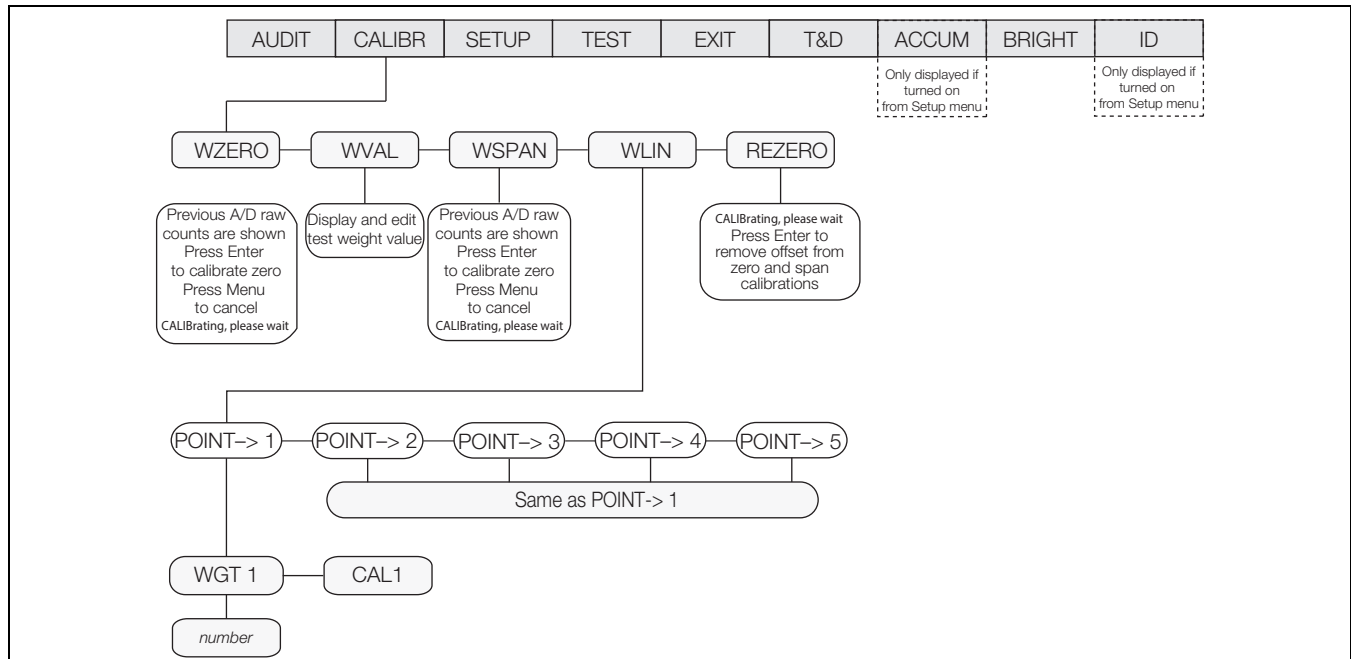 AUDIT CALIBR SETUP TEST EXIT T&D ACCUM BRIGHT ID
Only displayed if
turned on
from Setup menu
Only displayed if
turned on
from Setup menu
WZERO WVAL WSPAN WLIN REZERO
Previous A/D raw
counts are shown
Press Enter
to calibrate zero
Press Menu
to cancel
CALIBrating, please wait
Display and edit
test weight value
Previous A/D raw
counts are shown
Press Enter
to calibrate zero
Press Menu
to cancel
CALIBrating, please wait
CALIBrating, please wait
Press Enter to
remove offset from
zero and span
calibrations
POINT–> 1 POINT–> 2 POINT–> 3 POINT–> 4 POINT–> 5
Same as POINT-> 1
WGT 1 CAL1
number